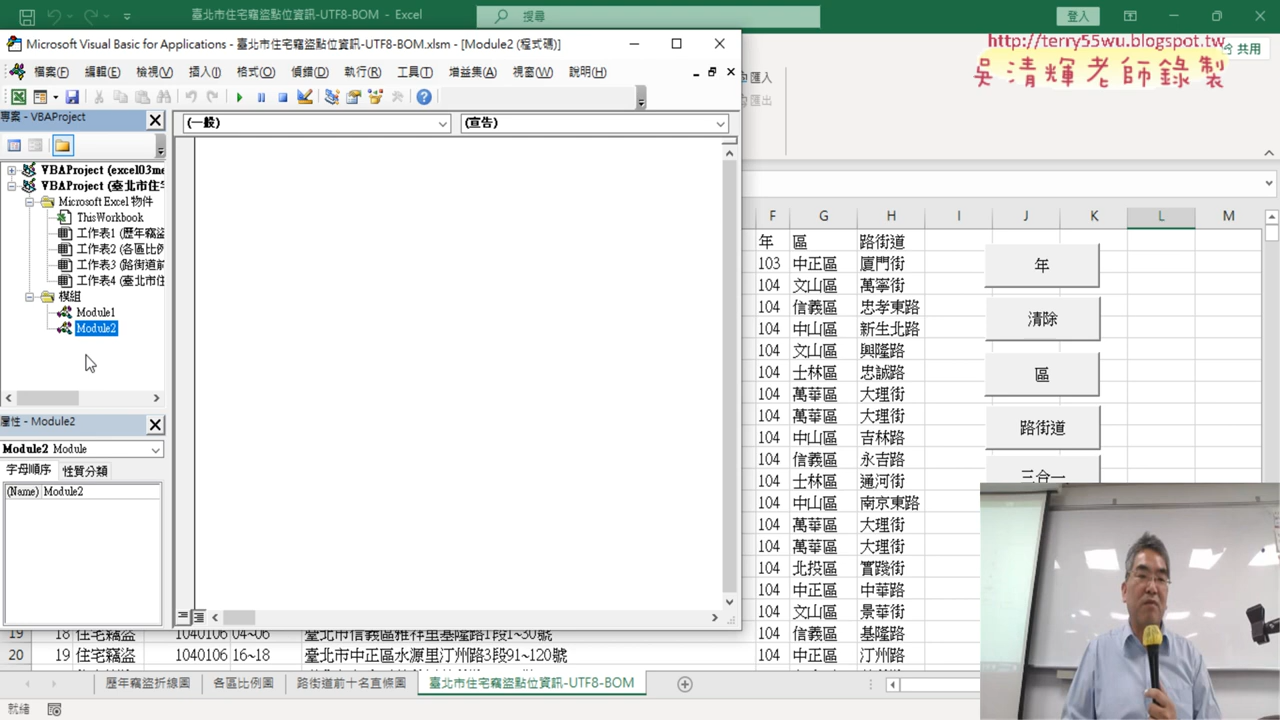 臺北市住宅竊盜點位資訊-UTF8-BOM - Excel
搜尋
登入
Microsoft Visual Basic for Applications - 臺北市住宅竊盜點位資訊-UTF8-BOM.xlsm - [Module2 (程式碼)]
http://terry55wu.blogspot.tw
吳清輝老師錄製
共用
檔案(F) 編輯(E) 檢視(V) 插入(I) 格式(O) 偵錯(D) 執行(R) 工具(T) 增益集(A) 視窗(W) 說明(H)
匯入
匯出
專案 - VBAProject
(一般)
(宣告)
VBAProject (excel03me
VBAProject (臺北市住宅
Microsoft Excel 物件
ThisWorkbook
工作表1 (歷年竊盜
工作表2 (各區比例
工作表3 (路街道前
工作表4 (臺北市住
模組
Module1
Module2
屬性 - Module2
Module2 Module
字母順序 性質分類
(Name) Module2
F G H I J K L M
年 區 路街道
103 中正區 廈門街
104 文山區 萬寧街
104 信義區 忠孝東路
104 中山區 新生北路
104 文山區 興隆路
104 士林區 忠誠路
104 萬華區 大理街
104 萬華區 大理街
104 中山區 吉林路
104 信義區 永吉路
104 士林區 通河街
104 中山區 南京東路
104 萬華區 大理街
104 萬華區 大理街
104 北投區 實踐街
104 中正區 中華路
104 文山區 景華街
104 信義區 基隆路
104 中正區 汀州路
年
清除
區
路街道
三合一
19 18 住宅竊盜 1040106 04~06 臺北市信義區雅祥里基隆路1段1~30號
20 19 住宅竊盜 1040106 16~18 臺北市中正區水源里汀州路3段91~120號
歷年竊盜折線圖 各區比例圖 路街道前十名直條圖 臺北市住宅竊盜點位資訊-UTF8-BOM
就緒